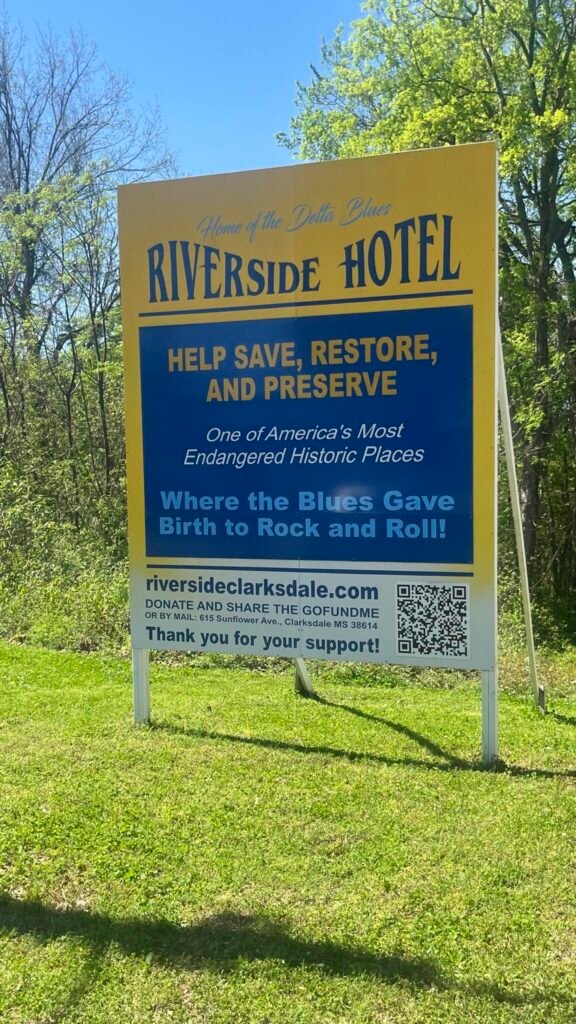 Home of the Delta Blues
RIVERSIDE HOTEL
HELP SAVE, RESTORE,
AND PRESERVE
One of America's Most
Endangered Historic Places
Where the Blues Gave
Birth to Rock and Roll!
riversideclarksdale.com
DONATE AND SHARE THE GOFUNDME
OR BY MAIL: 615 Sunflower Ave., Clarksdale MS 38614
Thank you for your support!